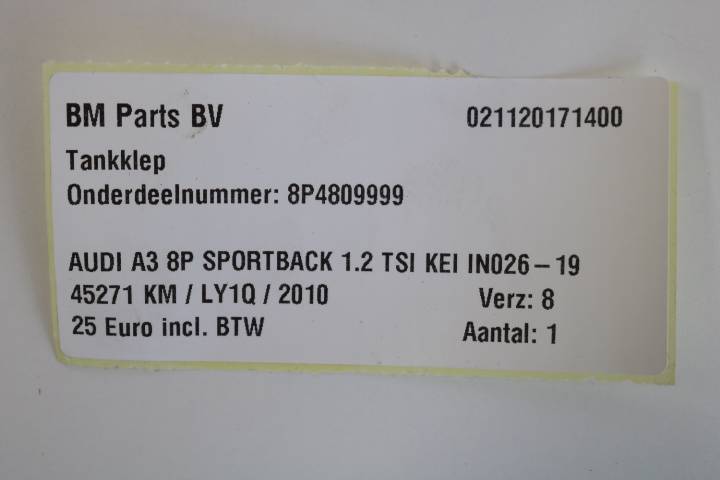 BM Parts BV 021120171400
Tankklep
Onderdeelnummer: 8P4809999
AUDI A3 8P SPORTBACK 1.2 TSI KEI IN026-19
45271 KM / LY1Q / 2010 Verz: 8
25 Euro incl. BTW Aantal: 1